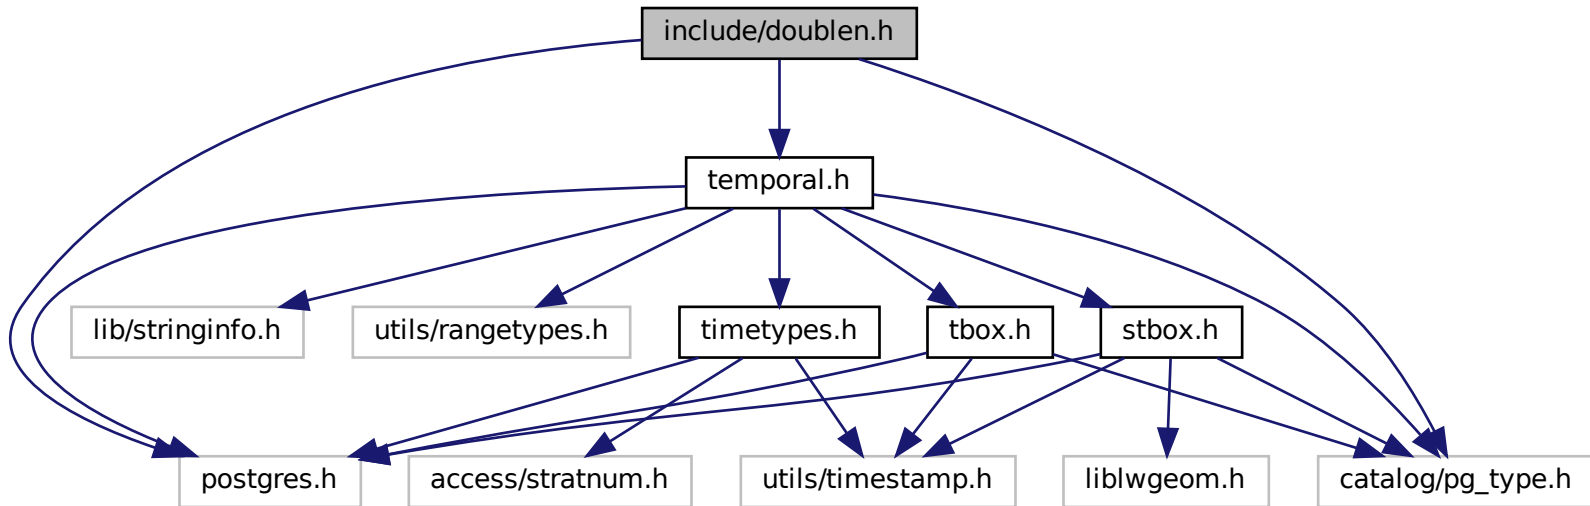 include/doublen.h
temporal.h
lib/stringinfo.h
utils/rangetypes.h
timetypes.h
tbox.h
stbox.h
postgres.h
access/stratnum.h
utils/timestamp.h
liblwgeom.h
catalog/pg_type.h